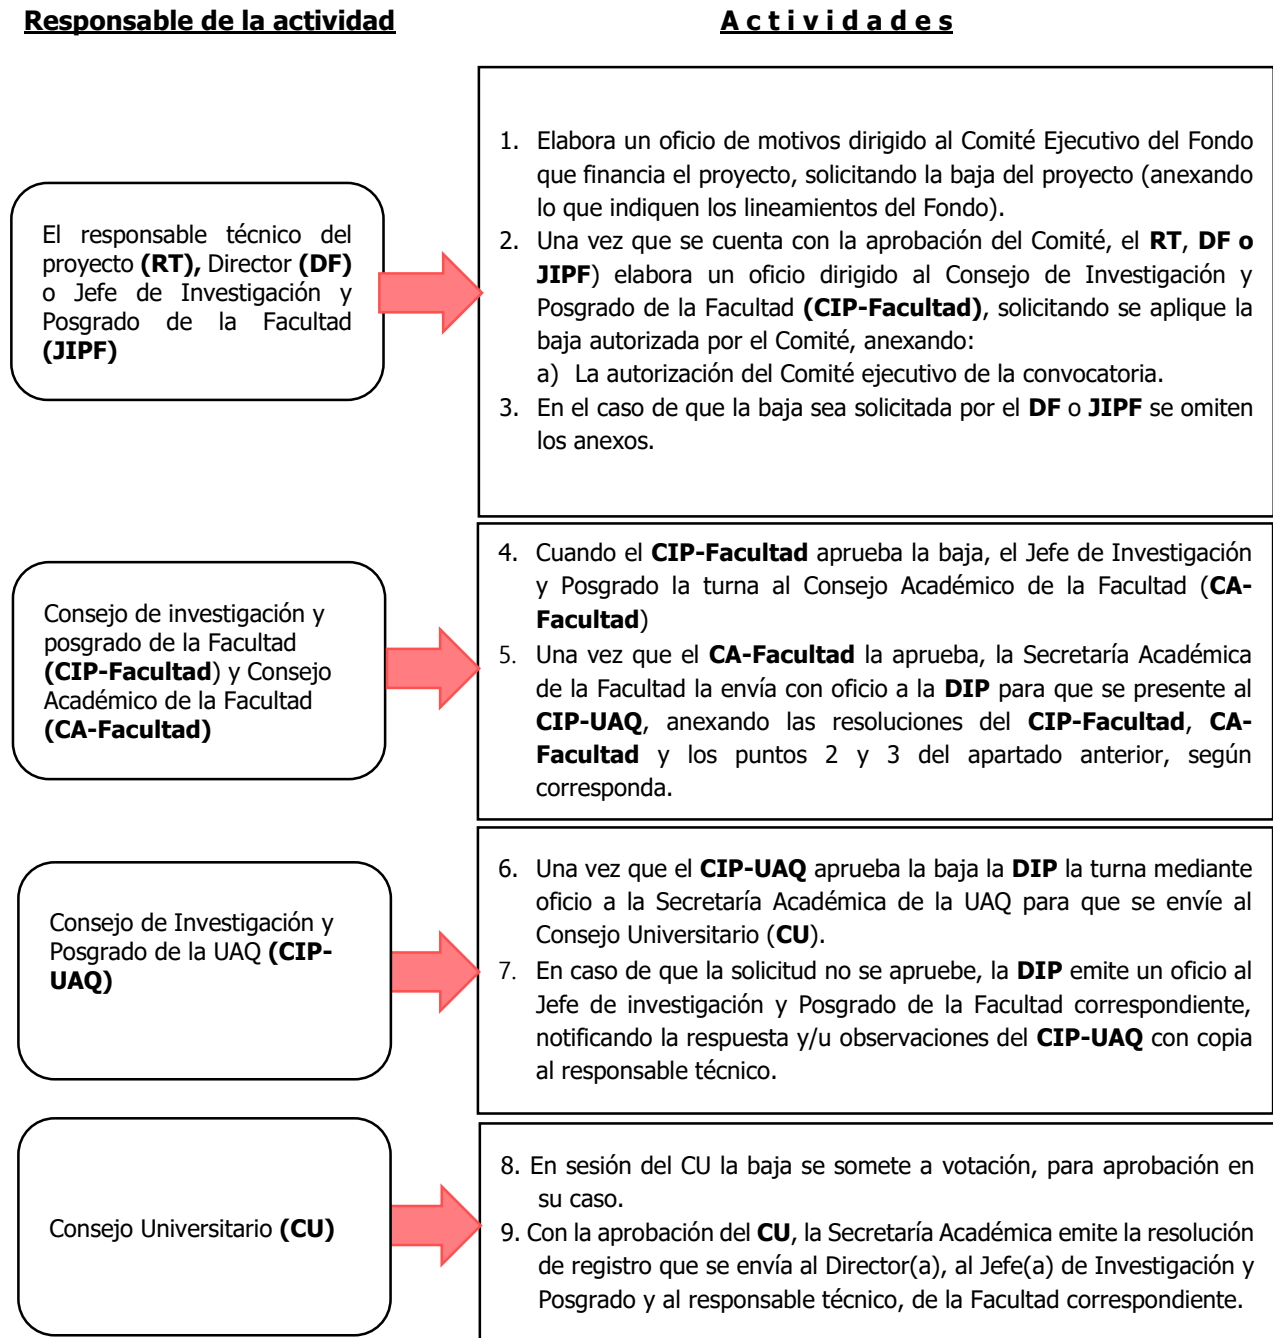 Responsable de la actividad
A c t i v i d a d e s
El responsable técnico del
proyecto (RT), Director (DF)
o Jefe de Investigación y
Posgrado de la Facultad
(JIPF)
1. Elabora un oficio de motivos dirigido al Comité Ejecutivo del Fondo
que financia el proyecto, solicitando la baja del proyecto (anexando
lo que indiquen los lineamientos del Fondo).
2. Una vez que se cuenta con la aprobación del Comité, el RT, DF o
JIPF) elabora un oficio dirigido al Consejo de Investigación y
Posgrado de la Facultad (CIP-Facultad), solicitando se aplique la
baja autorizada por el Comité, anexando:
a) La autorización del Comité ejecutivo de la convocatoria.
3. En el caso de que la baja sea solicitada por el DF o JIPF se omiten
los anexos.
Consejo de investigación y
posgrado de la Facultad
(CIP-Facultad) y Consejo
Académico de la Facultad
(CA-Facultad)
4. Cuando el CIP-Facultad aprueba la baja, el Jefe de Investigación
y Posgrado la turna al Consejo Académico de la Facultad (CA-
Facultad)
5. Una vez que el CA-Facultad la aprueba, la Secretaría Académica
de la Facultad la envía con oficio a la DIP para que se presente al
CIP-UAQ, anexando las resoluciones del CIP-Facultad, CA-
Facultad y los puntos 2 y 3 del apartado anterior, según
corresponda.
Consejo de Investigación y
Posgrado de la UAQ (CIP-
UAQ)
6. Una vez que el CIP-UAQ aprueba la baja la DIP la turna mediante
oficio a la Secretaría Académica de la UAQ para que se envíe al
Consejo Universitario (CU).
7. En caso de que la solicitud no se apruebe, la DIP emite un oficio al
Jefe de investigación y Posgrado de la Facultad correspondiente,
notificando la respuesta y/u observaciones del CIP-UAQ con copia
al responsable técnico.
Consejo Universitario (CU)
8. En sesión del CU la baja se somete a votación, para aprobación en
su caso.
9. Con la aprobación del CU, la Secretaría Académica emite la resolución
de registro que se envía al Director(a), al Jefe(a) de Investigación y
Posgrado y al responsable técnico, de la Facultad correspondiente.